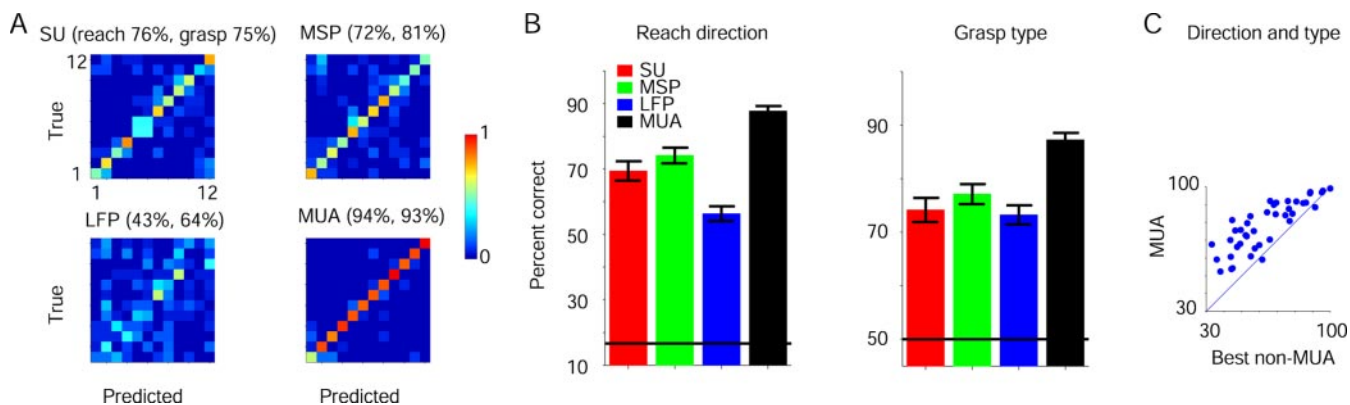 A
SU (reach 76%, grasp 75%)
MSP (72%, 81%)
12
True
1
1
12
1
0
LFP (43%, 64%)
MUA (94%, 93%)
True
Predicted
Predicted
B
Reach direction
Grasp type
SU
MSP
LFP
MUA
Percent correct
90
70
50
30
10
90
70
50
C
Direction and type
100
MUA
30
30
100
Best non-MUA